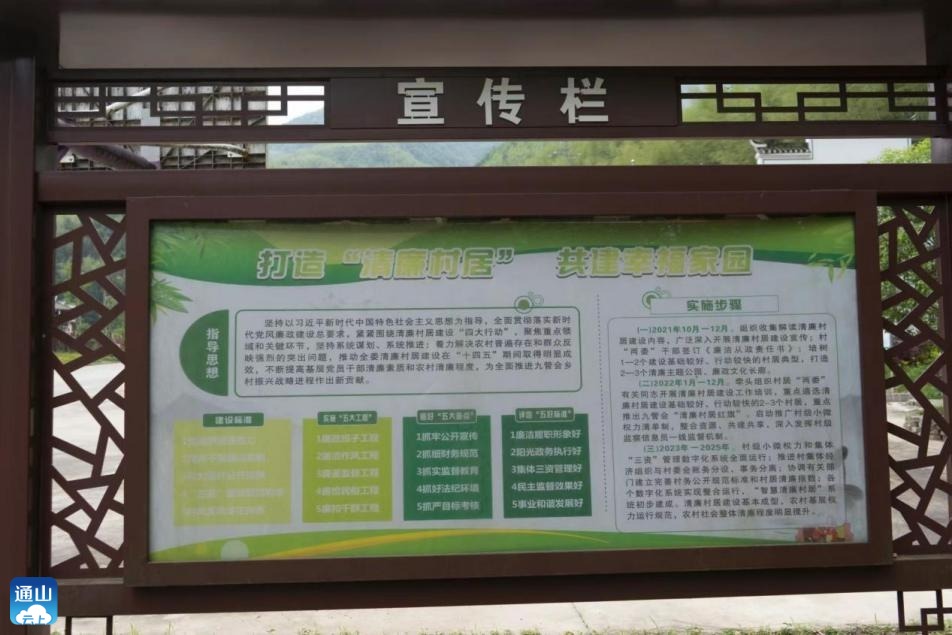 宣传栏
打造“清廉村居” 共建幸福家园
指导思想
坚持以习近平新时代中国特色社会主义思想为指导，全面贯彻落实新时
代党风廉政建设总要求，紧紧围绕清廉村居建设“四大行动”，聚焦重点领
域和关键环节，坚持系统谋划、系统推进；着力解决农村普遍存在和群众反
映强烈的突出问题，推动全委清廉村居建设在“十四五”期间取得明显成
效，不断提高基层党员干部清廉素质和农村清廉程度，为全面推进九管会乡
村振兴战略进程作出新贡献。
建设标准
实施“五大工程”
1廉政班子工程
2廉洁作风工程
3廉差监督工程
5廉扣千群工程
1抓牢公开宣传
2抓细财务规范
3抓实监督教育
4抓好法纪环境
5抓严目标考核
评估“五好标准”
1廉洁履职形象好
2阳光政务执行好
3集体三资管理好
4民主监督效果好
5事业和谐发展好
实施步骤
(一)2021年10月－12月，组织收集解读清廉村
居建设内容，广泛深入开展清廉村居建设宣传；村
“两委”干部签订《廉洁从政责任书》；培树
1－2个建设基础较好、行动较快的村居典型，打造
2－3个清廉主题公园、廉政文化长廊。
(二)2022年1月－12月，牵头组织村居“两委”
有关同志开展清廉村居建设工作培训，重点遴选清
廉村居建设基础较好、行动较快的2－3个村居，重点
推出九管会“清廉村居红旗”。启动推广村级小微
权力清单制，整合资源、共建共享，深入发挥村级
监察信息员一线监督机制。
(三)2023年－2025年，村级小微权力和集体
“三资”管理数字化系统全面运行；推进村集体经
济组织与村委会账务分设，事务分离；协调有关部
门建立完善村务公开规范标准和村居清廉指数；各
个数字化系统实现整合运行，“智慧清廉村居”系
统初步建成。清廉村居建设基本成型，农村基层权
力运行规范，农村社会整体清廉程度明显提升。
通山
云上